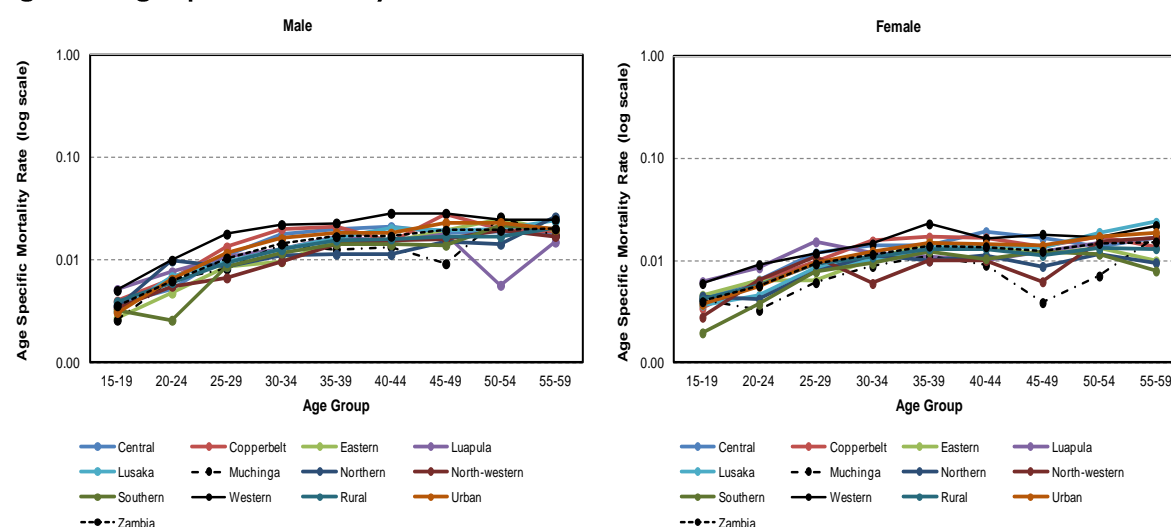 Male
Age Specific Mortality Rate (log scale)
1.00
0.10
0.01
0.00
15-19 20-24 25-29 30-34 35-39 40-44 45-49 50-54 55-59
Age Group
Central Copperbelt Eastern Luapula
Lusaka Muchinga Northern North-western
Southern Western Rural Urban
Zambia
Female
Age Specific Mortality Rate (log scale)
1.00
0.10
0.01
0.00
15-19 20-24 25-29 30-34 35-39 40-44 45-49 50-54 55-59
Age Group
Central Copperbelt Eastern Luapula
Lusaka Muchinga Northern North-western
Southern Western Rural Urban
Zambia